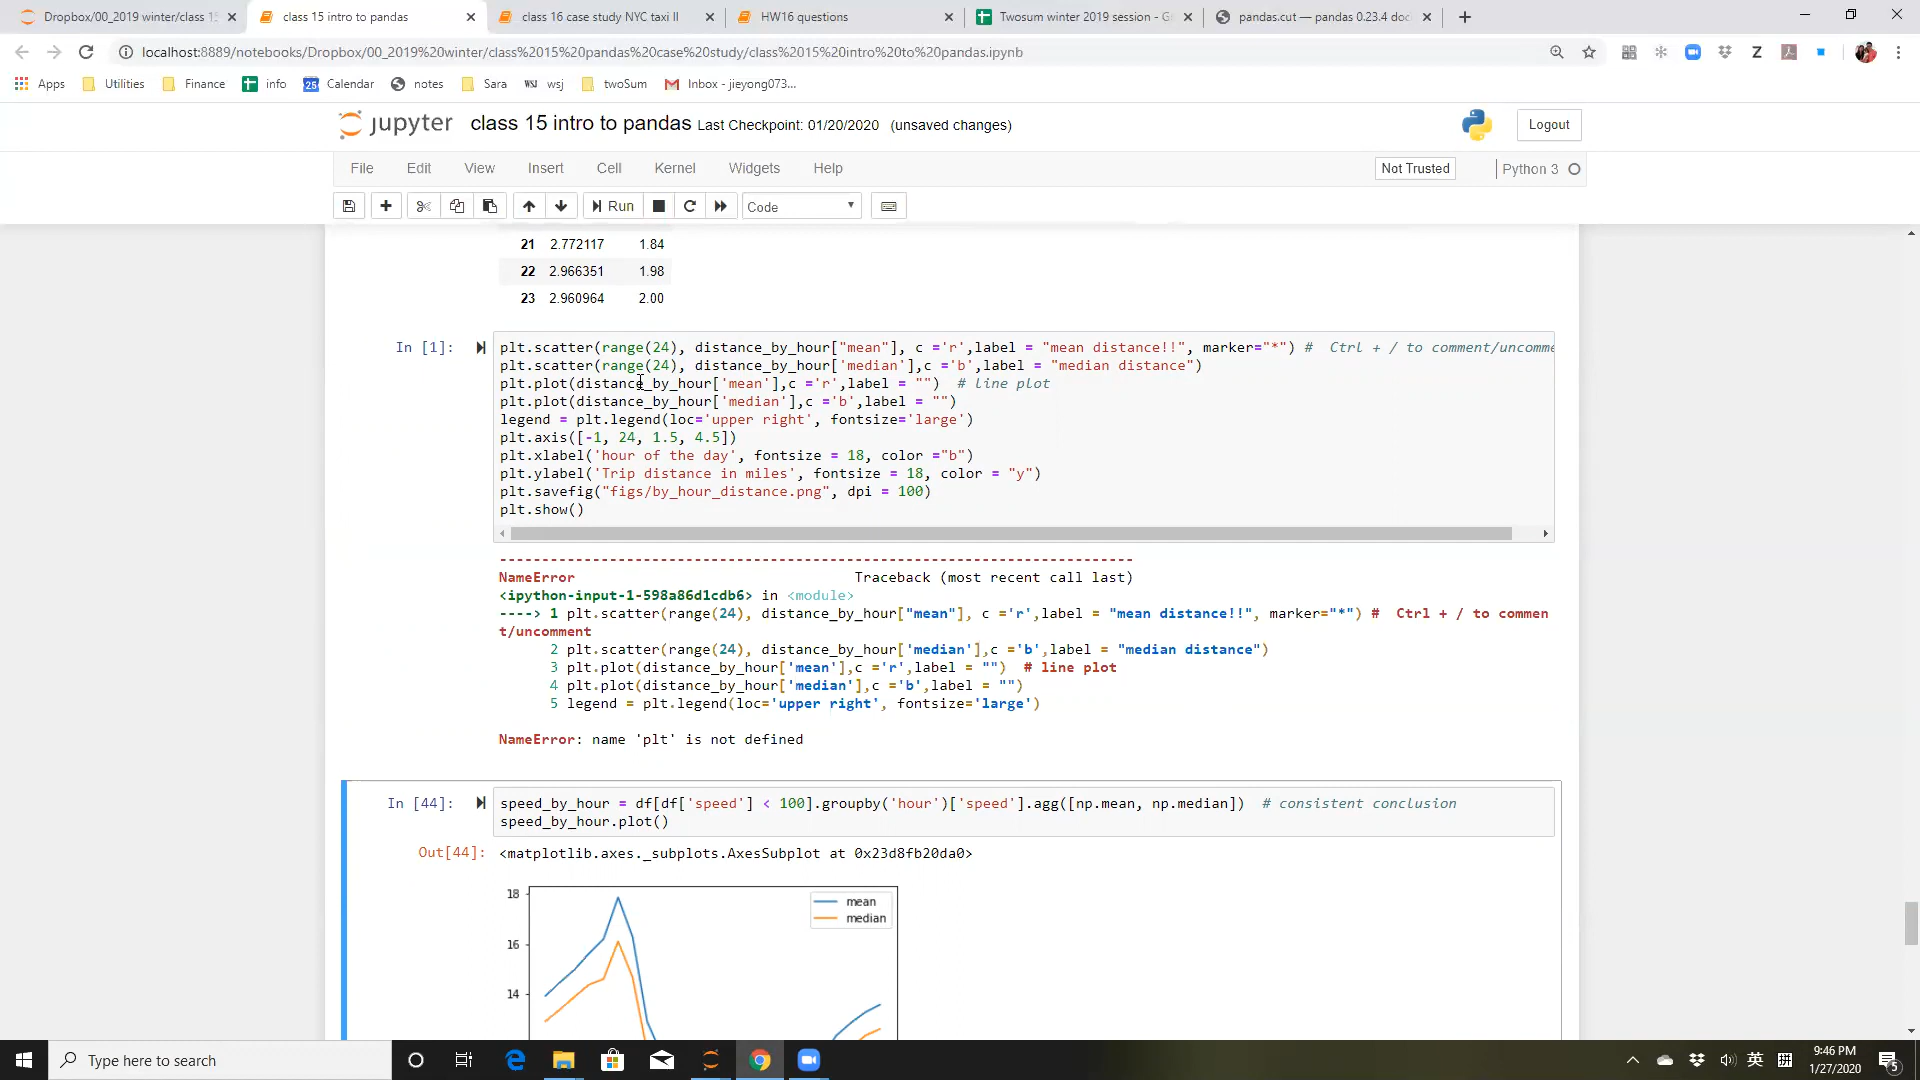 Dropbox/00_2019 winter/class 15
class 15 intro to pandas
class 16 case study NYC taxi II
HW16 questions
Twosum winter 2019 session - G
pandas.cut — pandas 0.23.4 doc
localhost:8889/notebooks/Dropbox/00_2019%20winter/class%2015%20pandas%20case%20study/class%2015%20intro%20to%20pandas.ipynb
Apps Utilities Finance info Calendar notes Sara wsj twoSum Inbox - jieyong073...
jupyter class 15 intro to pandas Last Checkpoint: 01/20/2020 (unsaved changes) Logout
File Edit View Insert Cell Kernel Widgets Help Not Trusted Python 3
Run Code
21 2.772117 1.84
22 2.966351 1.98
23 2.960964 2.00
In [1]: plt.scatter(range(24), distance_by_hour["mean"], c ='r',label = "mean distance!!", marker="*") # Ctrl + / to comment/uncomme
plt.scatter(range(24), distance_by_hour['median'],c ='b',label = "median distance")
plt.plot(distance_by_hour['mean'],c ='r',label = "") # line plot
plt.plot(distance_by_hour['median'],c ='b',label = "")
legend = plt.legend(loc='upper right', fontsize='large')
plt.axis([-1, 24, 1.5, 4.5])
plt.xlabel('hour of the day', fontsize = 18, color ="b")
plt.ylabel('Trip distance in miles', fontsize = 18, color = "y")
plt.savefig("figs/by_hour_distance.png", dpi = 100)
plt.show()
---------------------------------------------------------------------------
NameError Traceback (most recent call last)
<ipython-input-1-598a86d1cdb6> in <module>
----> 1 plt.scatter(range(24), distance_by_hour["mean"], c ='r',label = "mean distance!!", marker="*") # Ctrl + / to commen
t/uncomment
2 plt.scatter(range(24), distance_by_hour['median'],c ='b',label = "median distance")
3 plt.plot(distance_by_hour['mean'],c ='r',label = "") # line plot
4 plt.plot(distance_by_hour['median'],c ='b',label = "")
5 legend = plt.legend(loc='upper right', fontsize='large')
NameError: name 'plt' is not defined
In [44]: speed_by_hour = df[df['speed'] < 100].groupby('hour')['speed'].agg([np.mean, np.median]) # consistent conclusion
speed_by_hour.plot()
Out[44]: <matplotlib.axes._subplots.AxesSubplot at 0x23d8fb20da0>
18
mean
median
16
14
Type here to search
英
拼
9:46 PM
1/27/2020
5